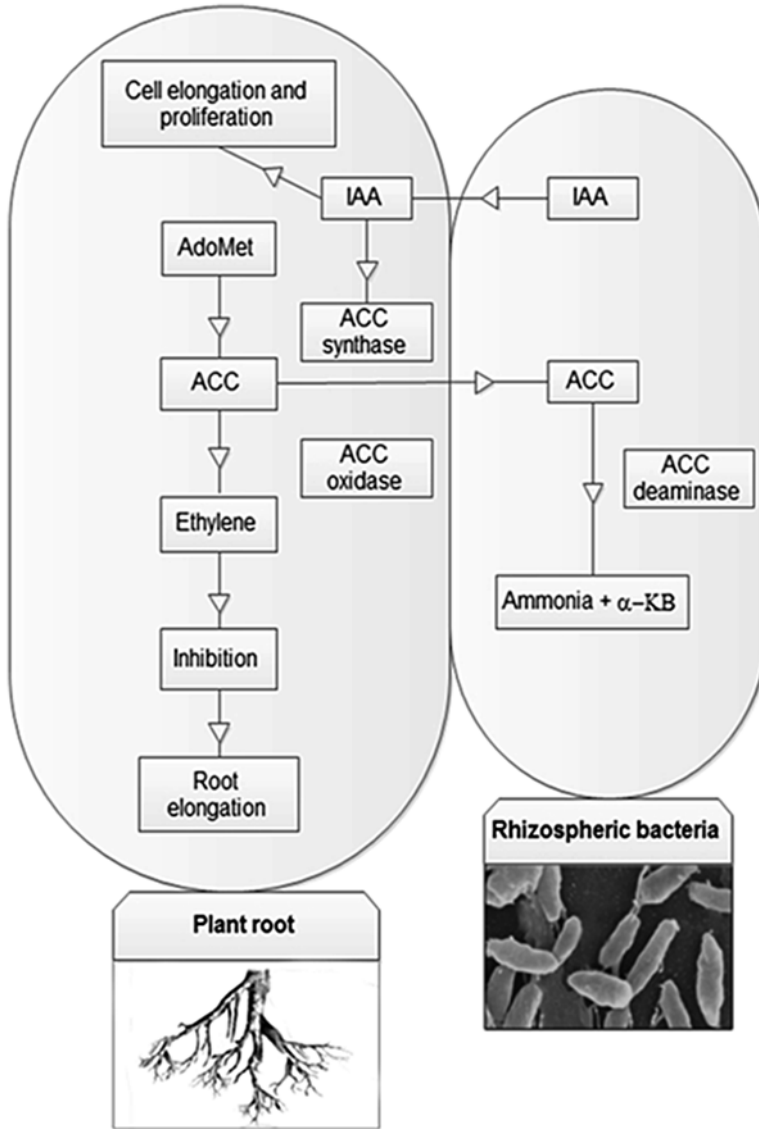 Cell elongation and
proliferation
IAA
IAA
AdoMet
ACC
synthase
ACC
ACC
ACC
oxidase
ACC
deaminase
Ethylene
Ammonia + α-KB
Inhibition
Root
elongation
Rhizospheric bacteria
Plant root